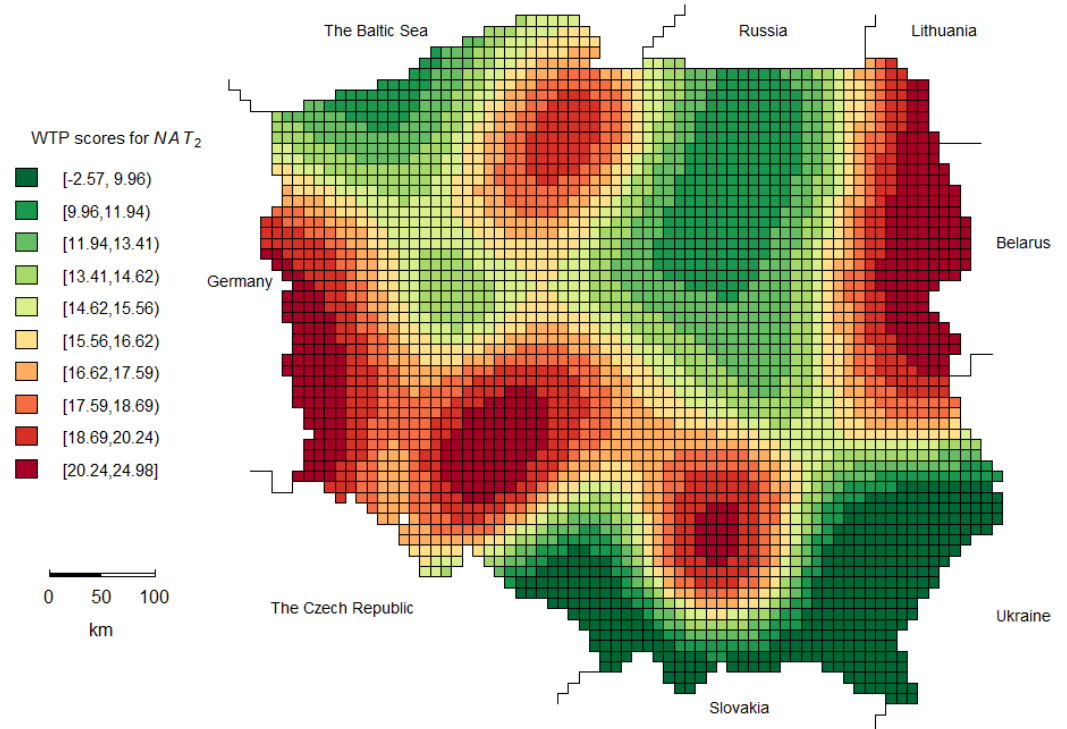 The Baltic Sea
Russia
Lithuania
WTP scores for NAT2
[-2.57, 9.96)
[9.96,11.94)
[11.94,13.41)
[13.41,14.62)
[14.62,15.56)
[15.56,16.62)
[16.62,17.59)
[17.59,18.69)
[18.69,20.24)
[20.24,24.98]
Belarus
Germany
0 50 100
km
The Czech Republic
Ukraine
Slovakia